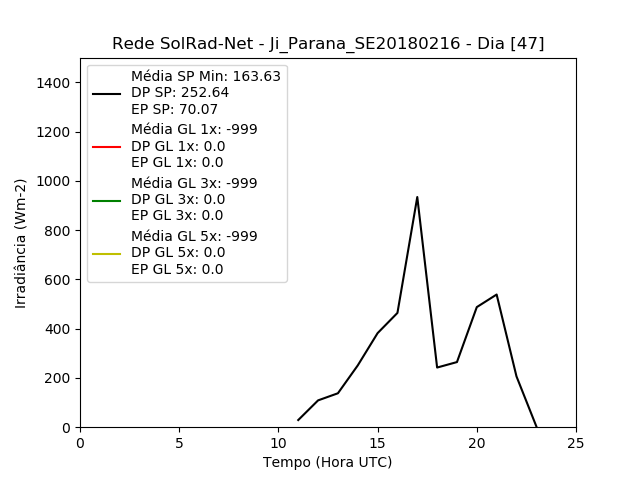 Rede SolRad-Net - Ji_Parana_SE20180216 - Dia [47]
Média SP Min: 163.63
DP SP: 252.64
EP SP: 70.07
Média GL 1x: -999
DP GL 1x: 0.0
EP GL 1x: 0.0
Média GL 3x: -999
DP GL 3x: 0.0
EP GL 3x: 0.0
Média GL 5x: -999
DP GL 5x: 0.0
EP GL 5x: 0.0
Irradiância (Wm-2)
1400
1200
1000
800
600
400
200
0
0 5 10 15 20 25
Tempo (Hora UTC)